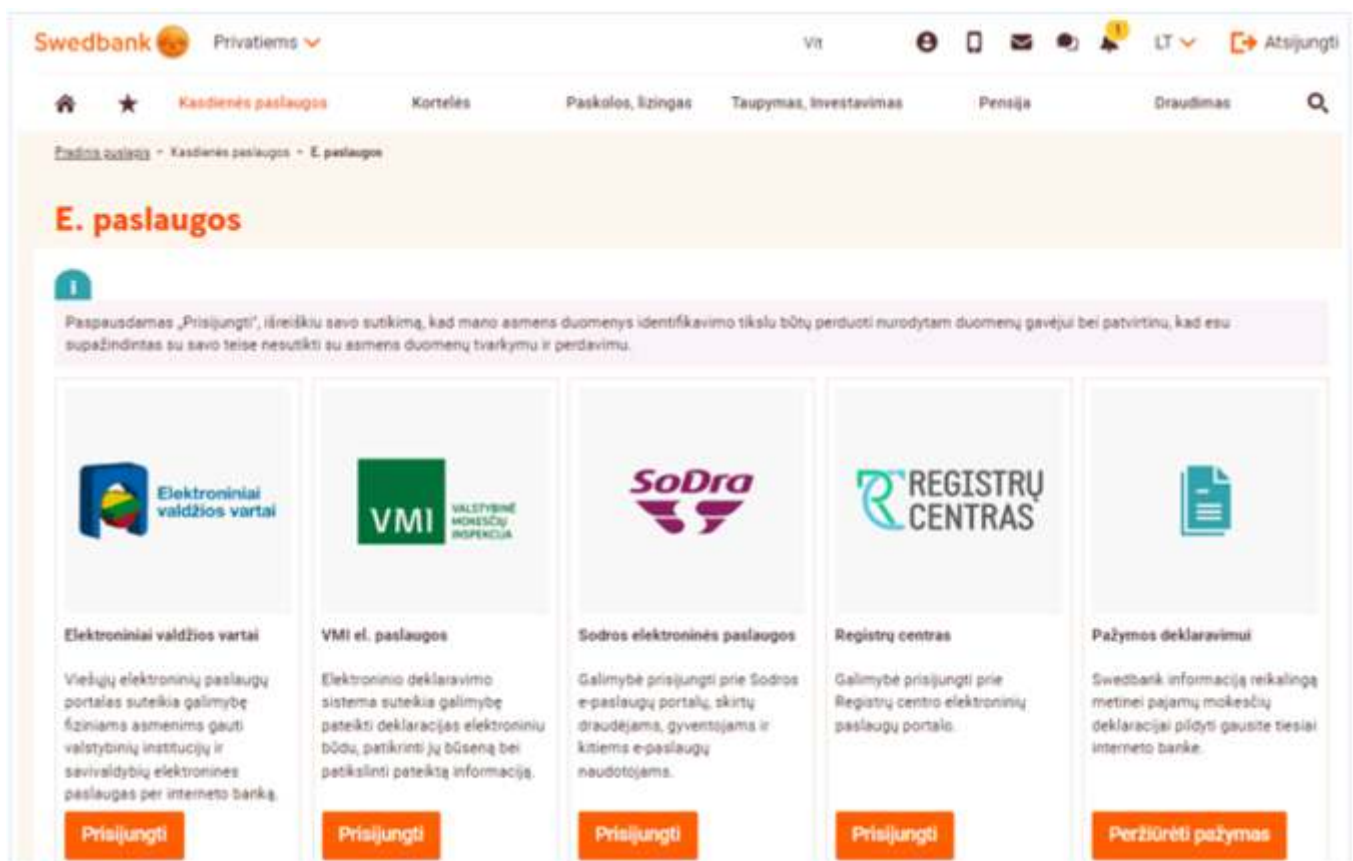 Swedbank Privatiems Vit 1 LT Atsijungti
Kasdienės paslaugos Kortelės Paskolos, lizingas Taupymas, Investavimas Pensija Draudimas
Pradinis puslapis - Kasdienės paslaugos - E. paslaugos
E. paslaugos
i
Paspausdamas „Prisijungti", išreiškiu savo sutikimą, kad mano asmens duomenys identifikavimo tikslu būtų perduoti nurodytam duomenų gavėjui bei patvirtinu, kad esu
supažindintas su savo teise nesutikti su asmens duomenų tvarkymu ir perdavimu.
Elektroniniai
valdžios vartai
Elektroniniai valdžios vartai
Viešųjų elektroninių paslaugų
portalas suteikia galimybę
fiziniams asmenims gauti
valstybinių institucijų ir
savivaldybių elektronines
paslaugas per interneto banką.
Prisijungti
VMI VALSTYBINĖ
MOKESČIŲ
INSPEKCIJA
VMI el. paslaugos
Elektroninio deklaravimo
sistema suteikia galimybę
pateikti deklaracijas elektroniniu
būdu, patikrinti jų būseną bei
patikslinti pateiktą informaciją.
Prisijungti
SoDra
Sodros elektroninės paslaugos
Galimybė prisijungti prie Sodros
e-paslaugų portalų, skirtų
draudėjams, gyventojams ir
kitiems e-paslaugų
naudotojams.
Prisijungti
REGISTRŲ
CENTRAS
Registrų centras
Galimybė prisijungti prie
Registrų centro elektroninių
paslaugų portalo.
Prisijungti
Pažymos deklaravimui
Swedbank informaciją reikalingą
metinei pajamų mokesčių
deklaracijai pildyti gausite tiesiai
interneto banke.
Peržiūrėti pažymas